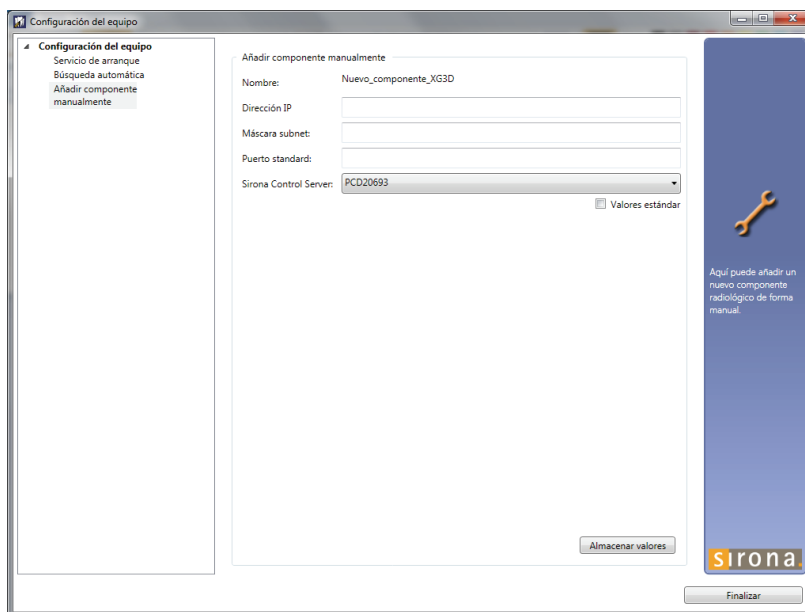 Configuración del equipo
Configuración del equipo
Servicio de arranque
Búsqueda automática
Añadir componente
manualmente
Añadir componente manualmente
Nombre: Nuevo_componente_XG3D
Dirección IP
Máscara subnet:
Puerto standard:
Sirona Control Server: PCD20693
Valores estándar
Almacenar valores
Aquí puede añadir un
nuevo componente
radiológico de forma
manual.
sirona.
Finalizar